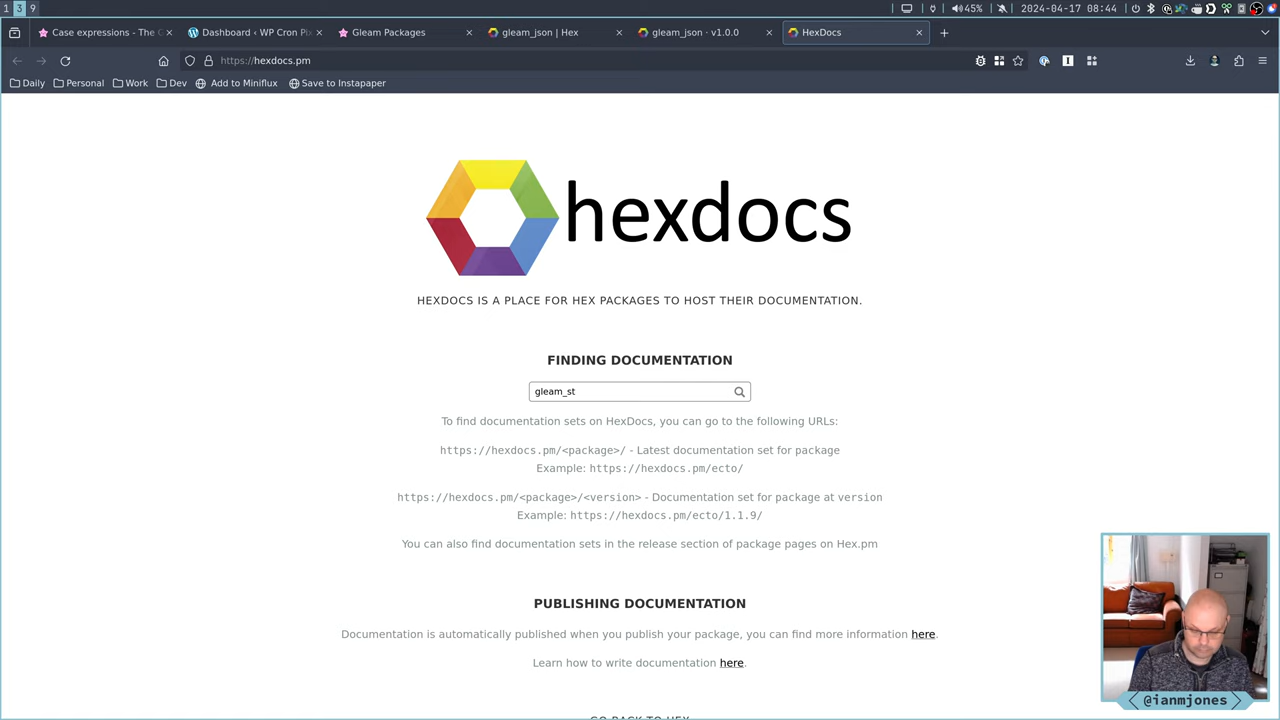 1 3 9
45%
2024-04-17 08:44
Case expressions - The G
Dashboard ‹ WP Cron Pix
Gleam Packages
gleam_json | Hex
gleam_json · v1.0.0
HexDocs
https://hexdocs.pm
Daily
Personal
Work
Dev
Add to Miniflux
Save to Instapaper
hexdocs
HEXDOCS IS A PLACE FOR HEX PACKAGES TO HOST THEIR DOCUMENTATION.
FINDING DOCUMENTATION
gleam_st
To find documentation sets on HexDocs, you can go to the following URLs:
https://hexdocs.pm/<package>/ - Latest documentation set for package
Example: https://hexdocs.pm/ecto/
https://hexdocs.pm/<package>/<version> - Documentation set for package at version
Example: https://hexdocs.pm/ecto/1.1.9/
You can also find documentation sets in the release section of package pages on Hex.pm
PUBLISHING DOCUMENTATION
Documentation is automatically published when you publish your package, you can find more information here.
Learn how to write documentation here.
GO BACK TO HEX
@ianmjones